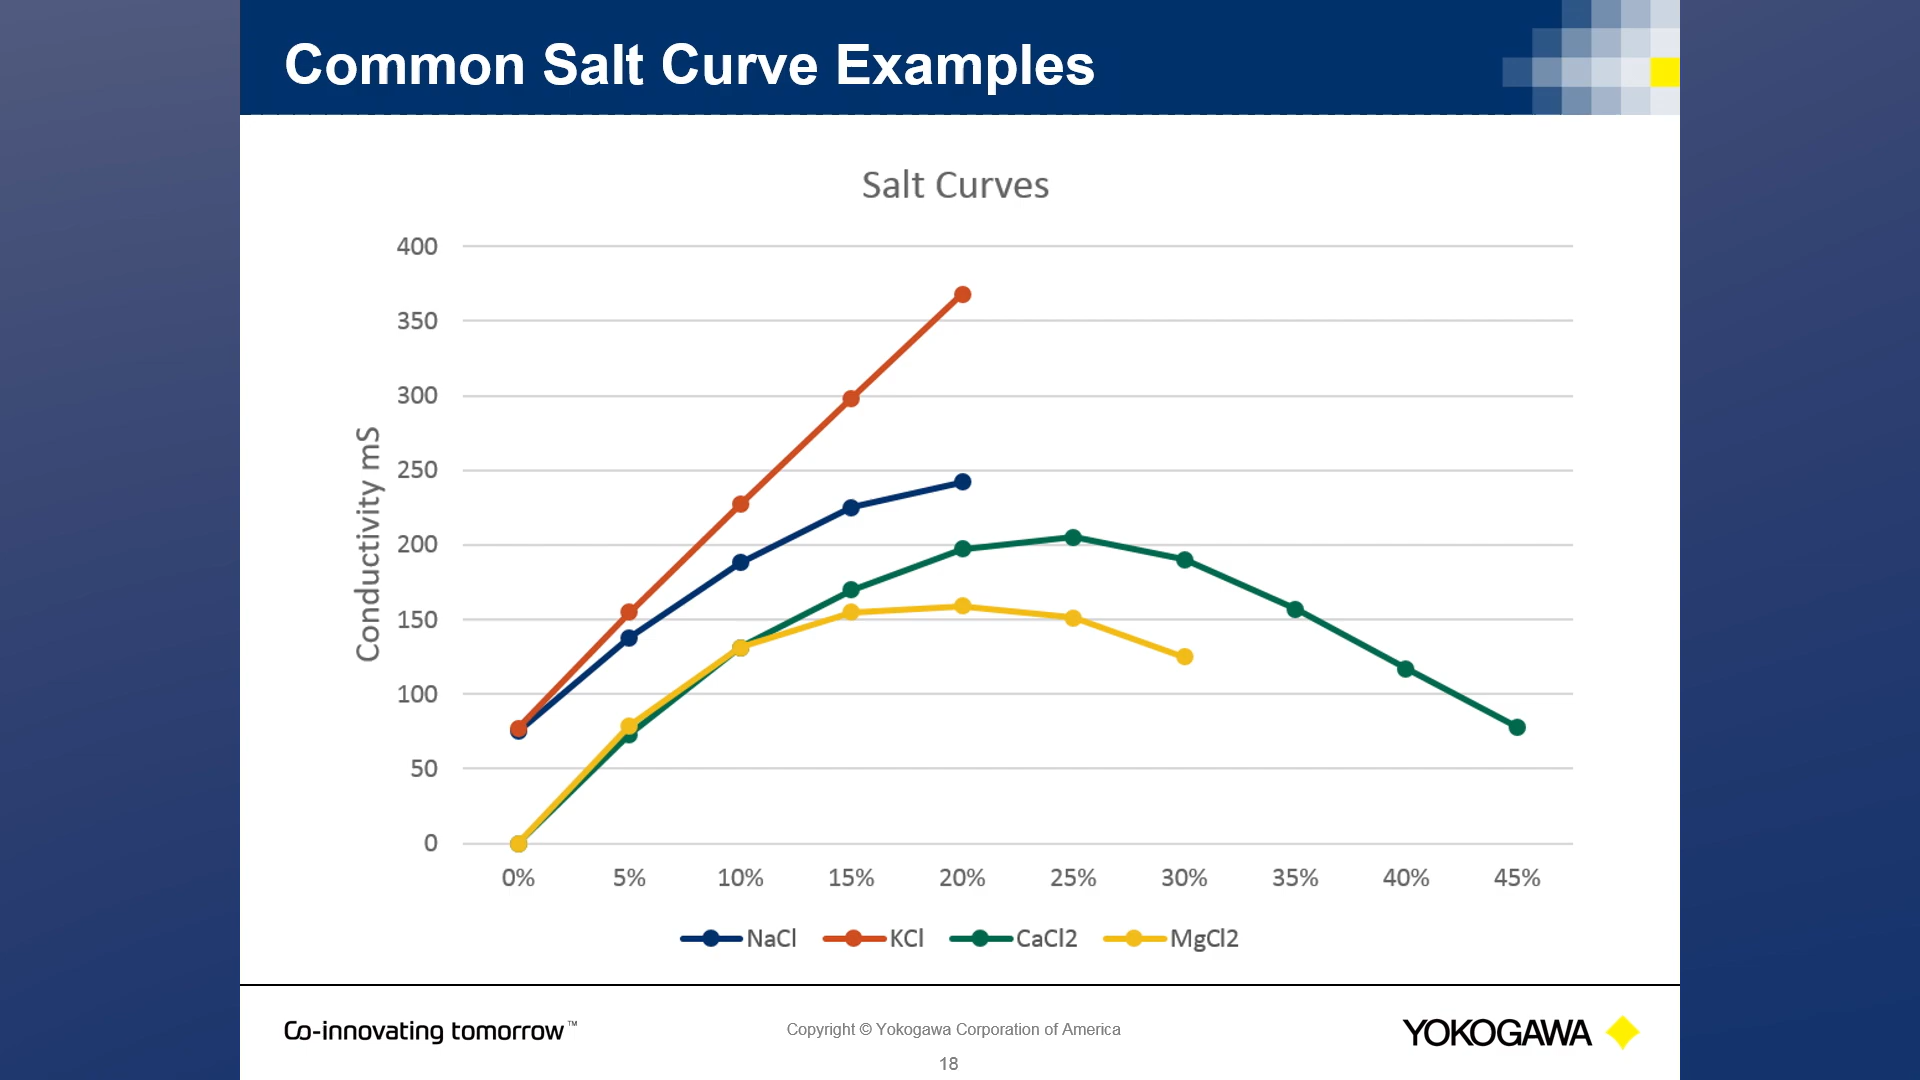 Common Salt Curve Examples
Salt Curves
400
350
300
250
200
150
100
50
0
Conductivity mS
0% 5% 10% 15% 20% 25% 30% 35% 40% 45%
NaCl KCl CaCl2 MgCl2
Co-innovating tomorrow™
Copyright © Yokogawa Corporation of America
YOKOGAWA
18